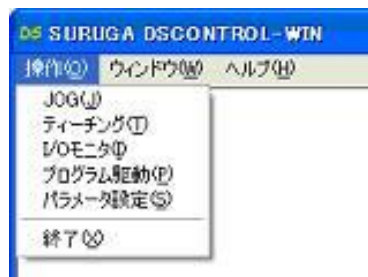 DS SURUGA DSCONTROL-WIN
操作(O) ウィンドウ(W) ヘルプ(H)
JOG(J)
ティーチング(T)
I/Oモニタ(I)
プログラム駆動(P)
パラメータ設定(S)
終了(X)